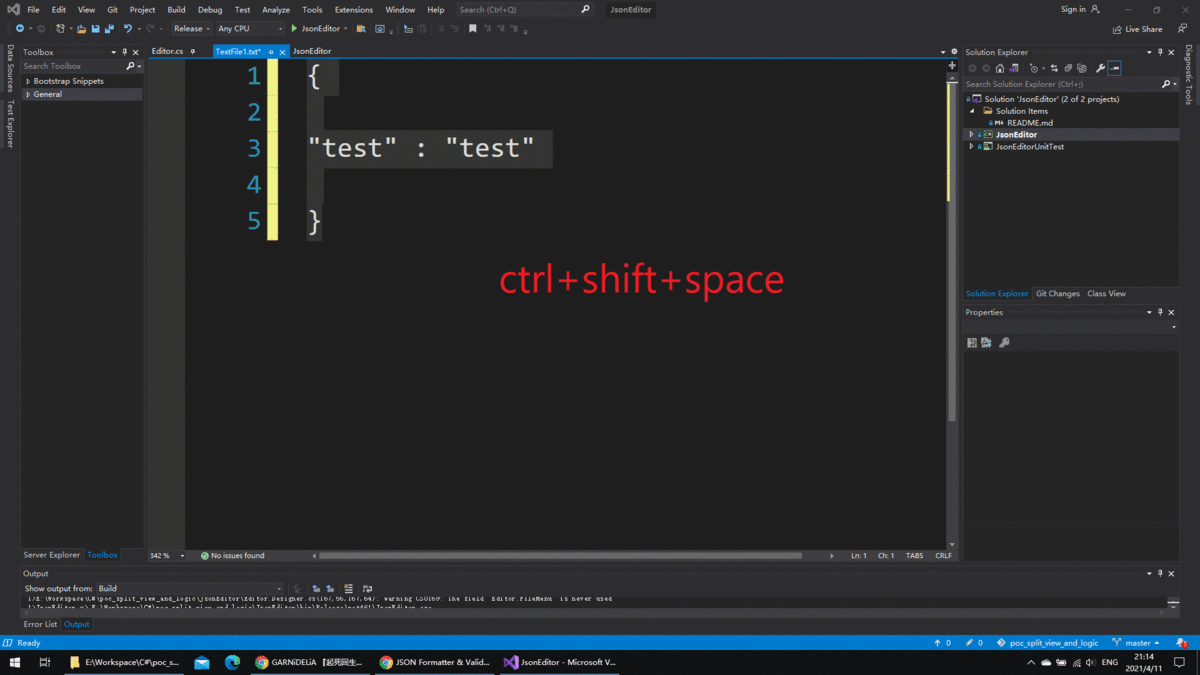 File Edit View Git Project Build Debug Test Analyze Tools Extensions Window Help Search (Ctrl+Q) JsonEditor Sign in
Release Any CPU JsonEditor Live Share
Data Sources
Test Explorer
Toolbox
Search Toolbox
Bootstrap Snippets
General
Editor.cs TextFile1.txt* JsonEditor
1 {
2
3 "test" : "test"
4
5 }
ctrl+shift+space
342 % No issues found Ln: 1 Ch: 1 TABS CRLF
Solution Explorer
Search Solution Explorer (Ctrl+;)
Solution 'JsonEditor' (2 of 2 projects)
Solution Items
README.md
JsonEditor
JsonEditorUnitTest
Solution Explorer Git Changes Class View
Properties
Diagnostic Tools
Server Explorer Toolbox
Output
Show output from: Build
Error List Output
Ready 0 0 poc_split_view_and_logic master
E:\Workspace\C#\poc_s... GARNiDELiA 【起死回生... JSON Formatter & Valid... JsonEditor - Microsoft V... ENG
21:14
2021/4/11